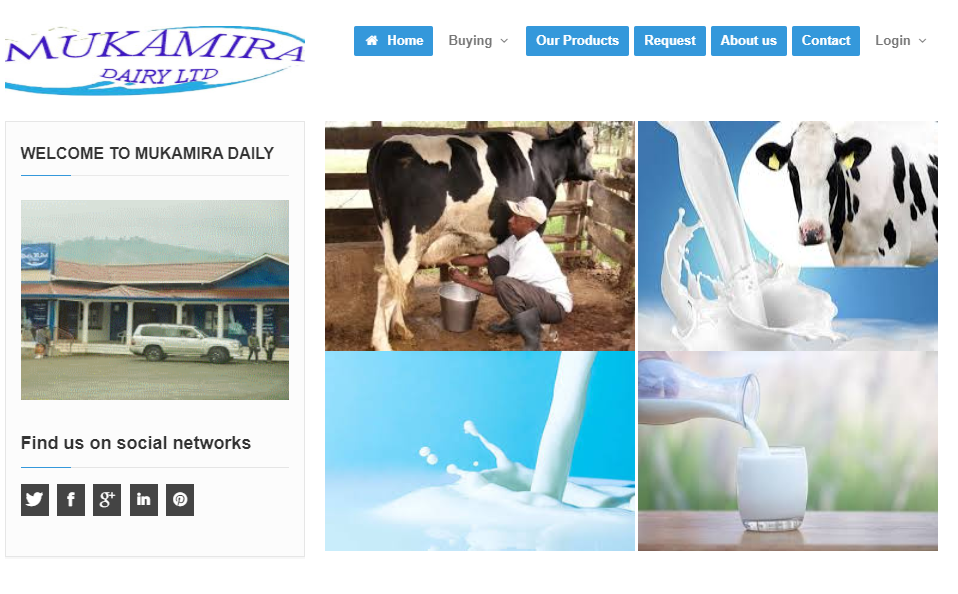 MUKAMIRA
DAIRY LTD
Home Buying Our Products Request About us Contact Login
WELCOME TO MUKAMIRA DAILY
Find us on social networks